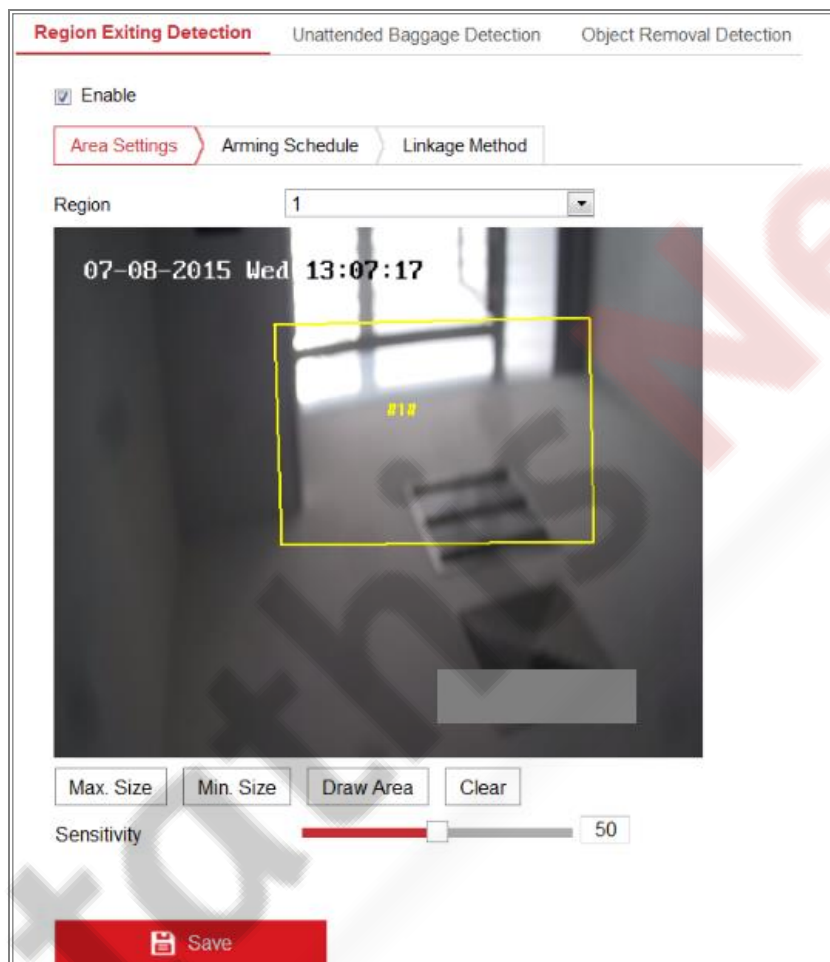 Region Exiting Detection Unattended Baggage Detection Object Removal Detection
Enable
Area Settings Arming Schedule Linkage Method
Region 1
07-08-2015 Wed 13:07:17
#1#
Max. Size Min. Size Draw Area Clear
Sensitivity 50
Save